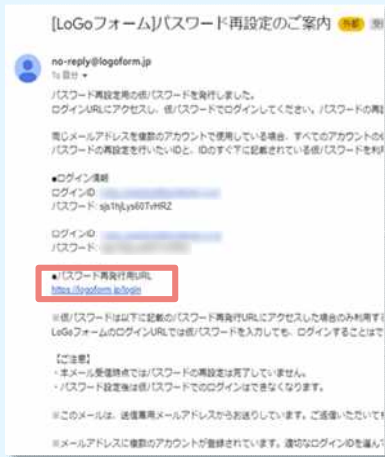 [LoGoフォーム]パスワード再設定のご案内 外部
no-reply@logoform.jp
To 自分
パスワード再設定用の仮パスワードを発行しました。
ログインURLにアクセスし、仮パスワードでログインしてください。パスワードの再
同じメールアドレスを複数のアカウントで使用している場合、すべてのアカウントの
パスワードの再設定を行いたいIDと、IDのすぐ下に記載されている仮パスワードを利用
●ログイン情報
ログインID:
パスワード: sjs1hjLys60TvHRZ
ログインID:
パスワード:
●パスワード再発行用URL
https://logoform.jp/login
※仮パスワードは以下に記載のパスワード再発行URLにアクセスした場合のみ利用する
LoGoフォームのログインURLでは仮パスワードを入力しても、ログインすることはで
【ご注意】
・本メール受信時点ではパスワードの再設定は完了していません。
・パスワード設定後は仮パスワードでのログインはできなくなります。
※このメールは、送信専用メールアドレスからお送りしています。ご返信いただいても
※メールアドレスに複数のアカウントが登録されています。適切なログインIDを選んで